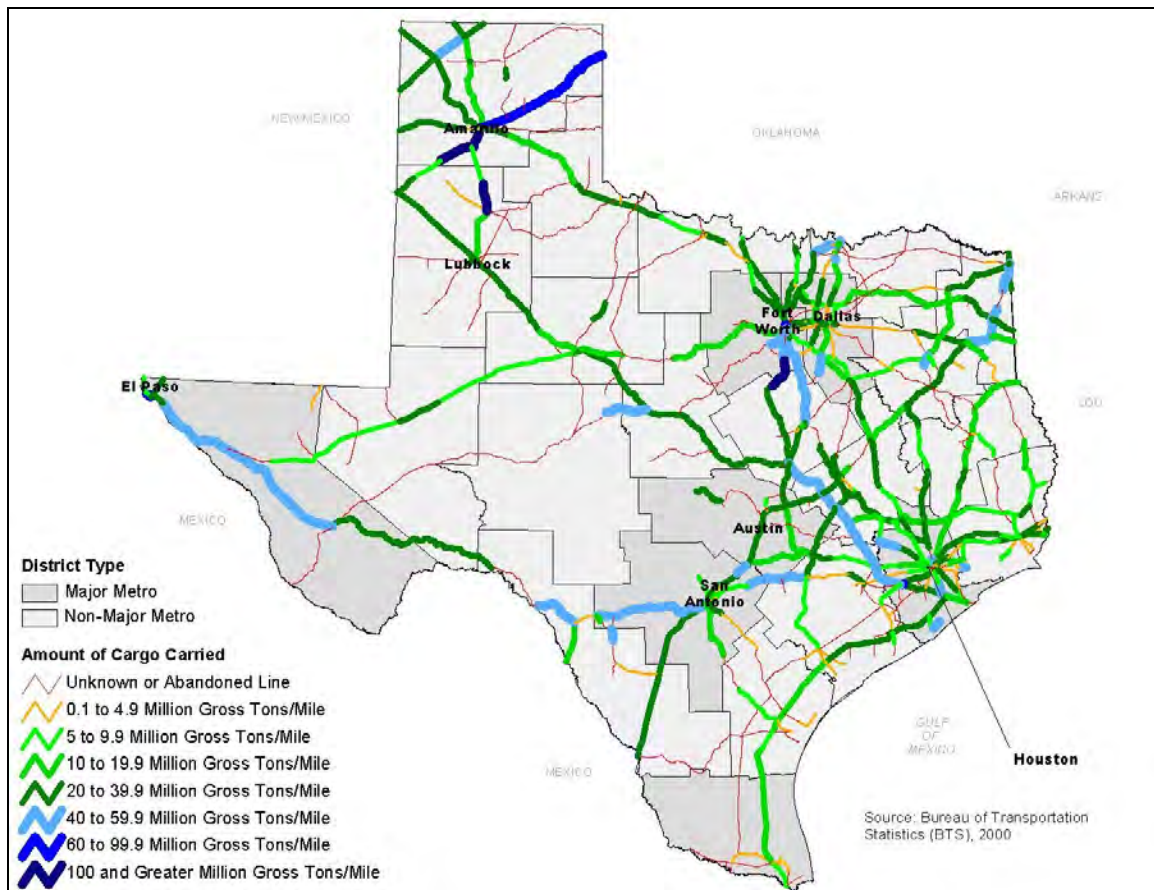 NEW MEXICO
OKLAHOMA
ARKANS
Amarillo
Lubbock
Fort
Worth
Dallas
El Paso
LOU
MEXICO
Austin
San
Antonio
GULF
OF
MEXICO
MEXICO
Houston
District Type
Major Metro
Non-Major Metro
Amount of Cargo Carried
Unknown or Abandoned Line
0.1 to 4.9 Million Gross Tons/Mile
5 to 9.9 Million Gross Tons/Mile
10 to 19.9 Million Gross Tons/Mile
20 to 39.9 Million Gross Tons/Mile
40 to 59.9 Million Gross Tons/Mile
60 to 99.9 Million Gross Tons/Mile
100 and Greater Million Gross Tons/Mile
Source: Bureau of Transportation
Statistics (BTS), 2000